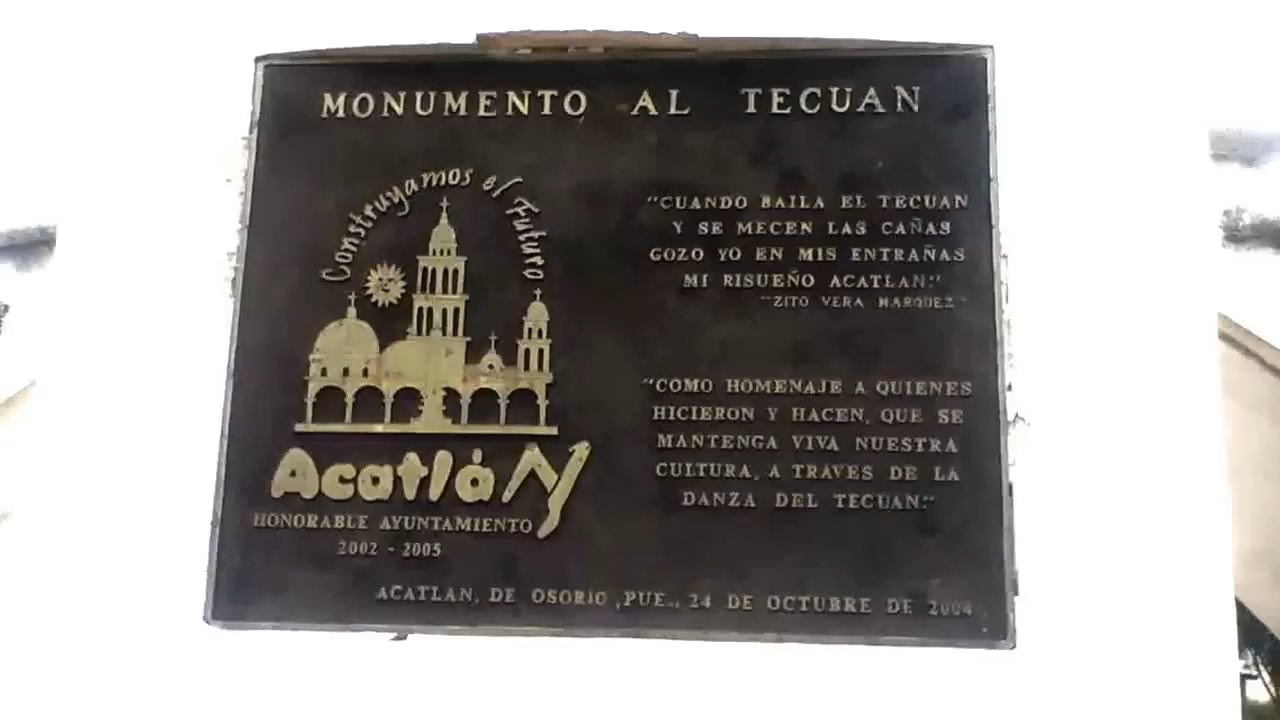 MONUMENTO AL TECUAN
Construyamos el Futuro
Acatlán
HONORABLE AYUNTAMIENTO
2002 - 2005
"CUANDO BAILA EL TECUAN
Y SE MECEN LAS CAÑAS
GOZO YO EN MIS ENTRAÑAS
MI RISUEÑO ACATLAN."
"ZITO VERA MARQUEZ"
"COMO HOMENAJE A QUIENES
HICIERON Y HACEN, QUE SE
MANTENGA VIVA NUESTRA
CULTURA, A TRAVES DE LA
DANZA DEL TECUAN."
ACATLAN, DE OSORIO ,PUE., 24 DE OCTUBRE DE 2004